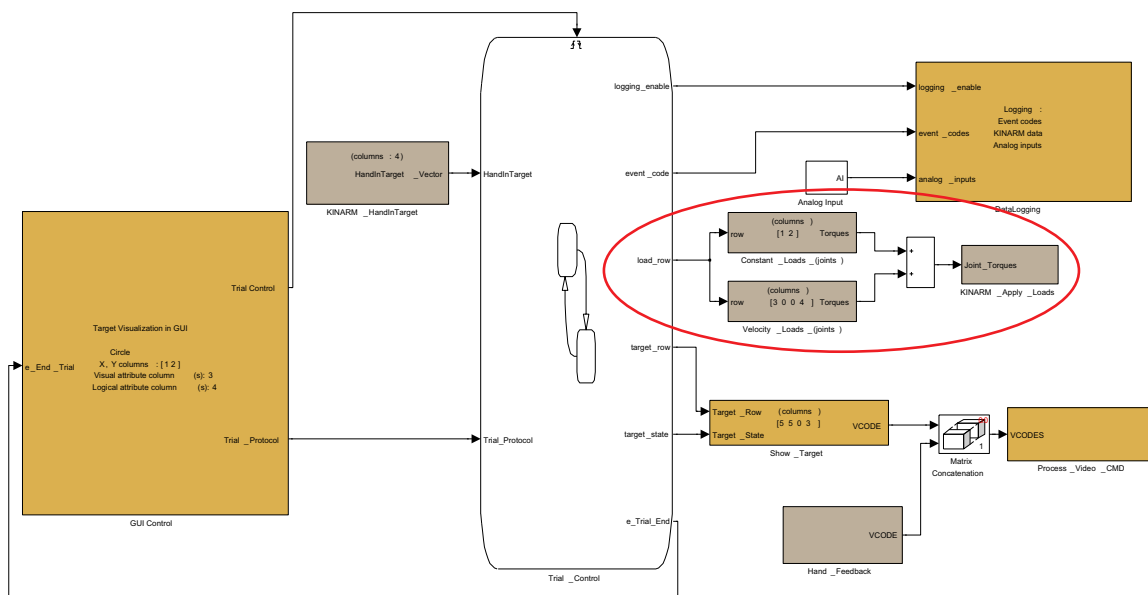 Trial Control
Target Visualization in GUI
Circle
X, Y columns : [1 2]
Visual attribute column (s): 3
Logical attribute column (s): 4
e_End _Trial
Trial _Protocol
GUI Control
(columns : 4)
HandInTarget _Vector
KINARM _HandInTarget
HandInTarget
Trial_Protocol
logging_enable
event_code
load_row
target_row
target_state
e_Trial_End
Trial _Control
logging _enable
Logging :
Event codes
KINARM data
Analog inputs
event _codes
analog _inputs
DataLogging
AI
Analog Input
(columns )
row [1 2] Torques
Constant _Loads _(joints )
(columns )
row [3 0 0 4 ] Torques
Velocity _Loads _(joints )
+
+
Joint_Torques
KINARM _Apply _Loads
Target _Row (columns )
[5 5 0 3 ] VCODE
Target _State
Show _Target
1
Matrix
Concatenation
VCODES
Process _Video _CMD
VCODE
Hand _Feedback